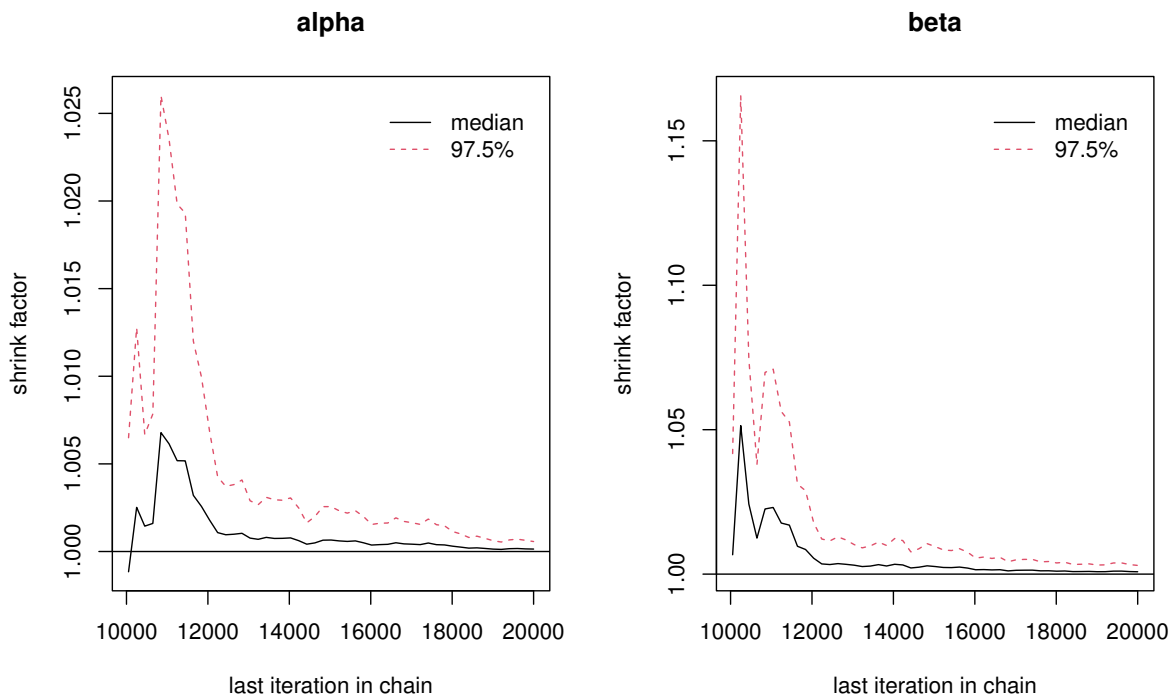 alpha
shrink factor
1.025
1.020
1.015
1.010
1.005
1.000
median
97.5%
10000 12000 14000 16000 18000 20000
last iteration in chain
beta
shrink factor
1.15
1.10
1.05
1.00
median
97.5%
10000 12000 14000 16000 18000 20000
last iteration in chain